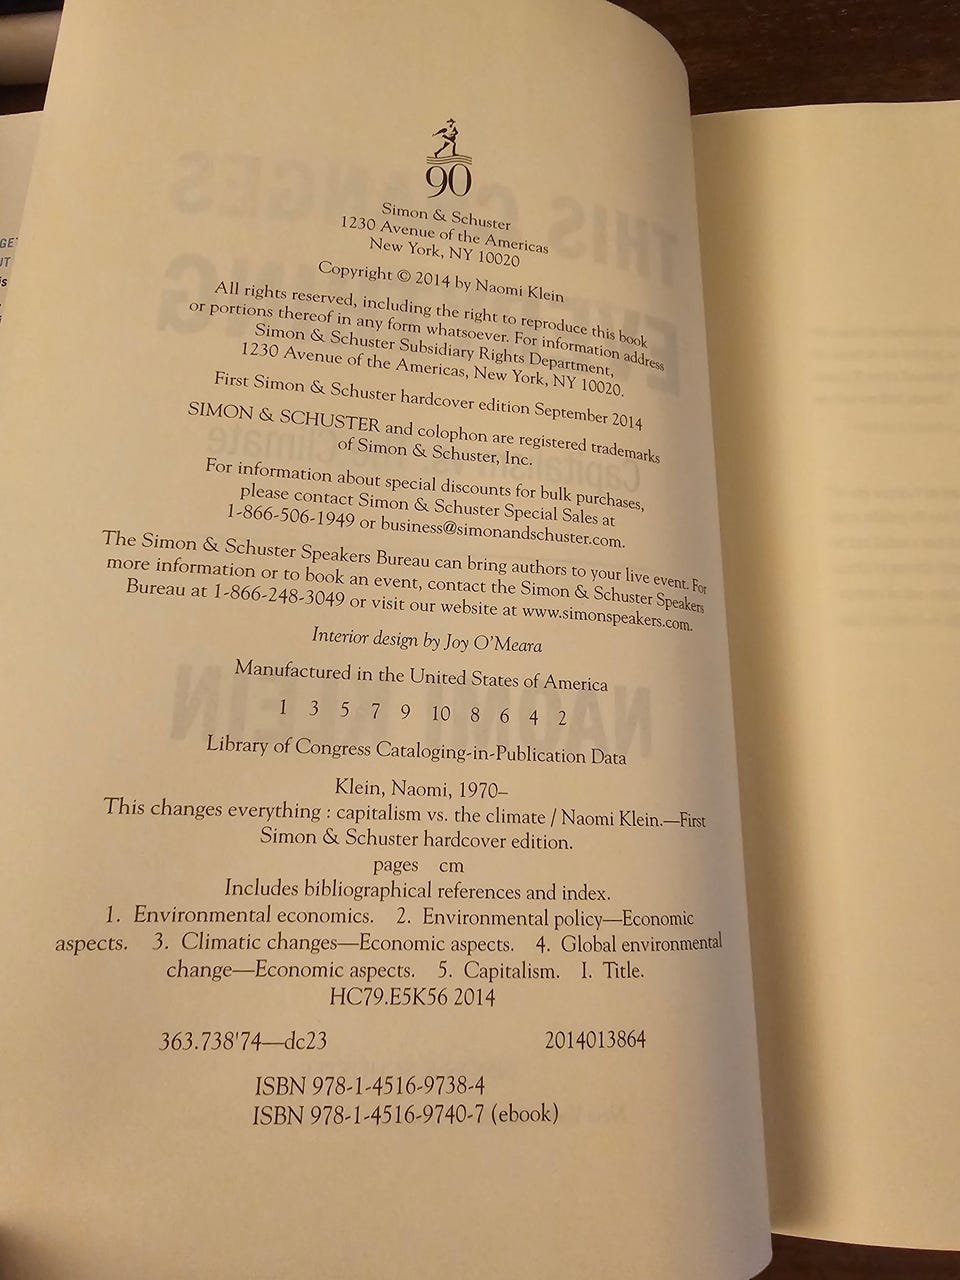 90
Simon & Schuster
1230 Avenue of the Americas
New York, NY 10020
Copyright © 2014 by Naomi Klein
All rights reserved, including the right to reproduce this book
or portions thereof in any form whatsoever. For information address
Simon & Schuster Subsidiary Rights Department,
1230 Avenue of the Americas, New York, NY 10020.
First Simon & Schuster hardcover edition September 2014
SIMON & SCHUSTER and colophon are registered trademarks
of Simon & Schuster, Inc.
For information about special discounts for bulk purchases,
please contact Simon & Schuster Special Sales at
1-866-506-1949 or business@simonandschuster.com.
The Simon & Schuster Speakers Bureau can bring authors to your live event. For
more information or to book an event, contact the Simon & Schuster Speakers
Bureau at 1-866-248-3049 or visit our website at www.simonspeakers.com.
Interior design by Joy O'Meara
Manufactured in the United States of America
1 3 5 7 9 10 8 6 4 2
Library of Congress Cataloging-in-Publication Data
Klein, Naomi, 1970–
This changes everything : capitalism vs. the climate / Naomi Klein.—First
Simon & Schuster hardcover edition.
pages cm
Includes bibliographical references and index.
1. Environmental economics. 2. Environmental policy—Economic
aspects. 3. Climatic changes—Economic aspects. 4. Global environmental
change—Economic aspects. 5. Capitalism. I. Title.
HC79.E5K56 2014
363.738'74—dc23 2014013864
ISBN 978-1-4516-9738-4
ISBN 978-1-4516-9740-7 (ebook)